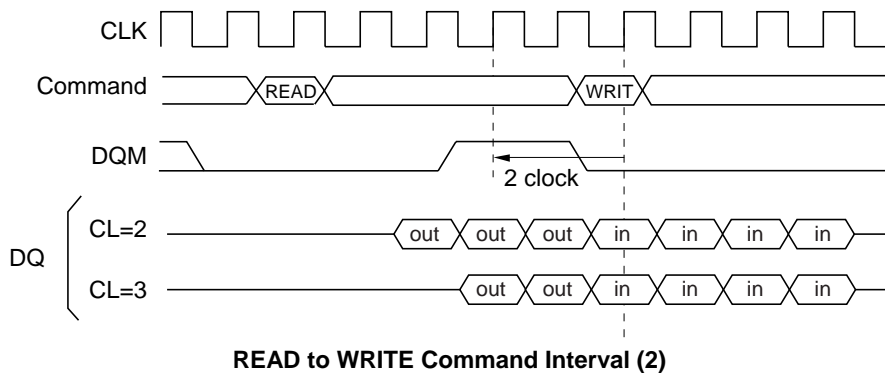 CLK
Command READ WRIT
DQM
2 clock
CL=2 out out out in in in in
DQ
CL=3 out out in in in in
READ to WRITE Command Interval (2)